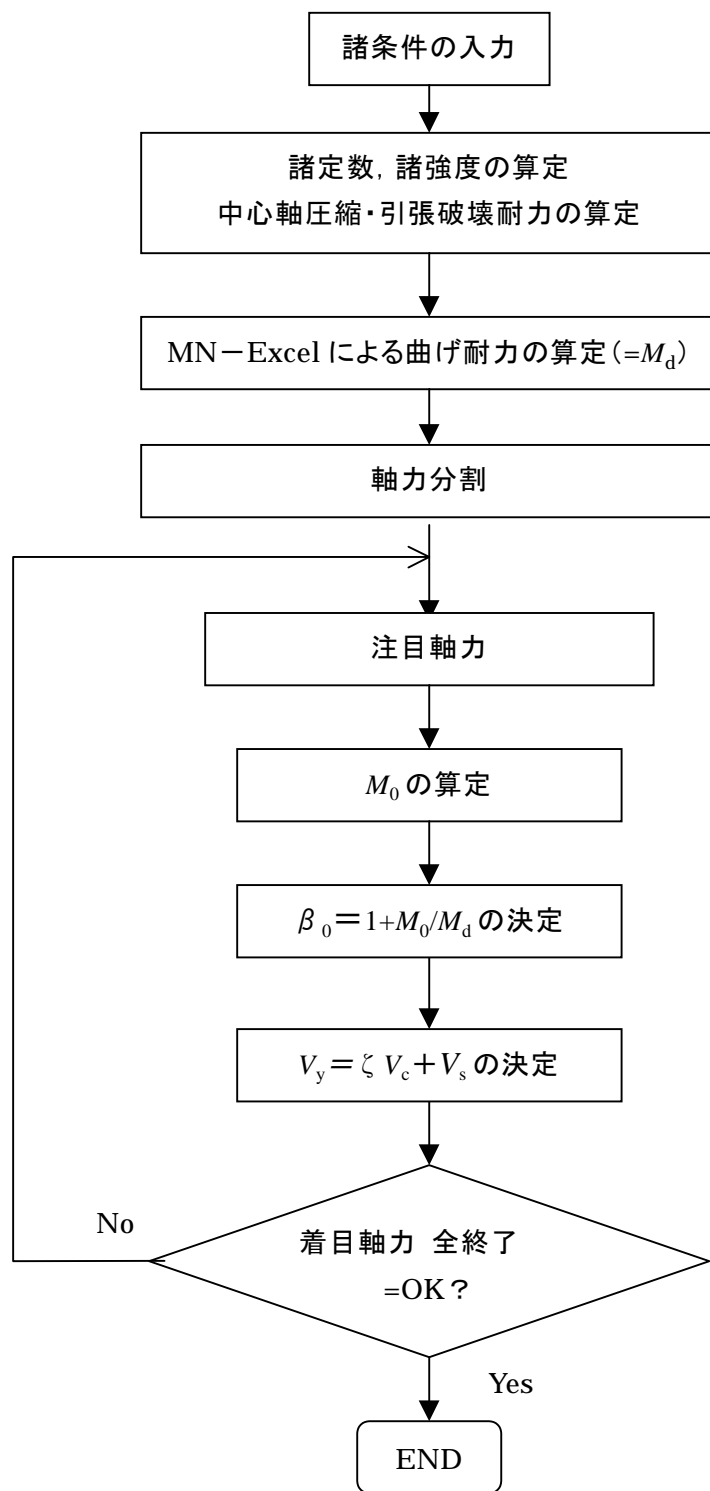 諸条件の入力
諸定数, 諸強度の算定
中心軸圧縮・引張破壊耐力の算定
MN－Excel による曲げ耐力の算定(=Md)
軸力分割
注目軸力
M0 の算定
β0＝1+M0/Md の決定
Vy＝ζ Vc＋Vs の決定
No
着目軸力 全終了
=OK？
Yes
END